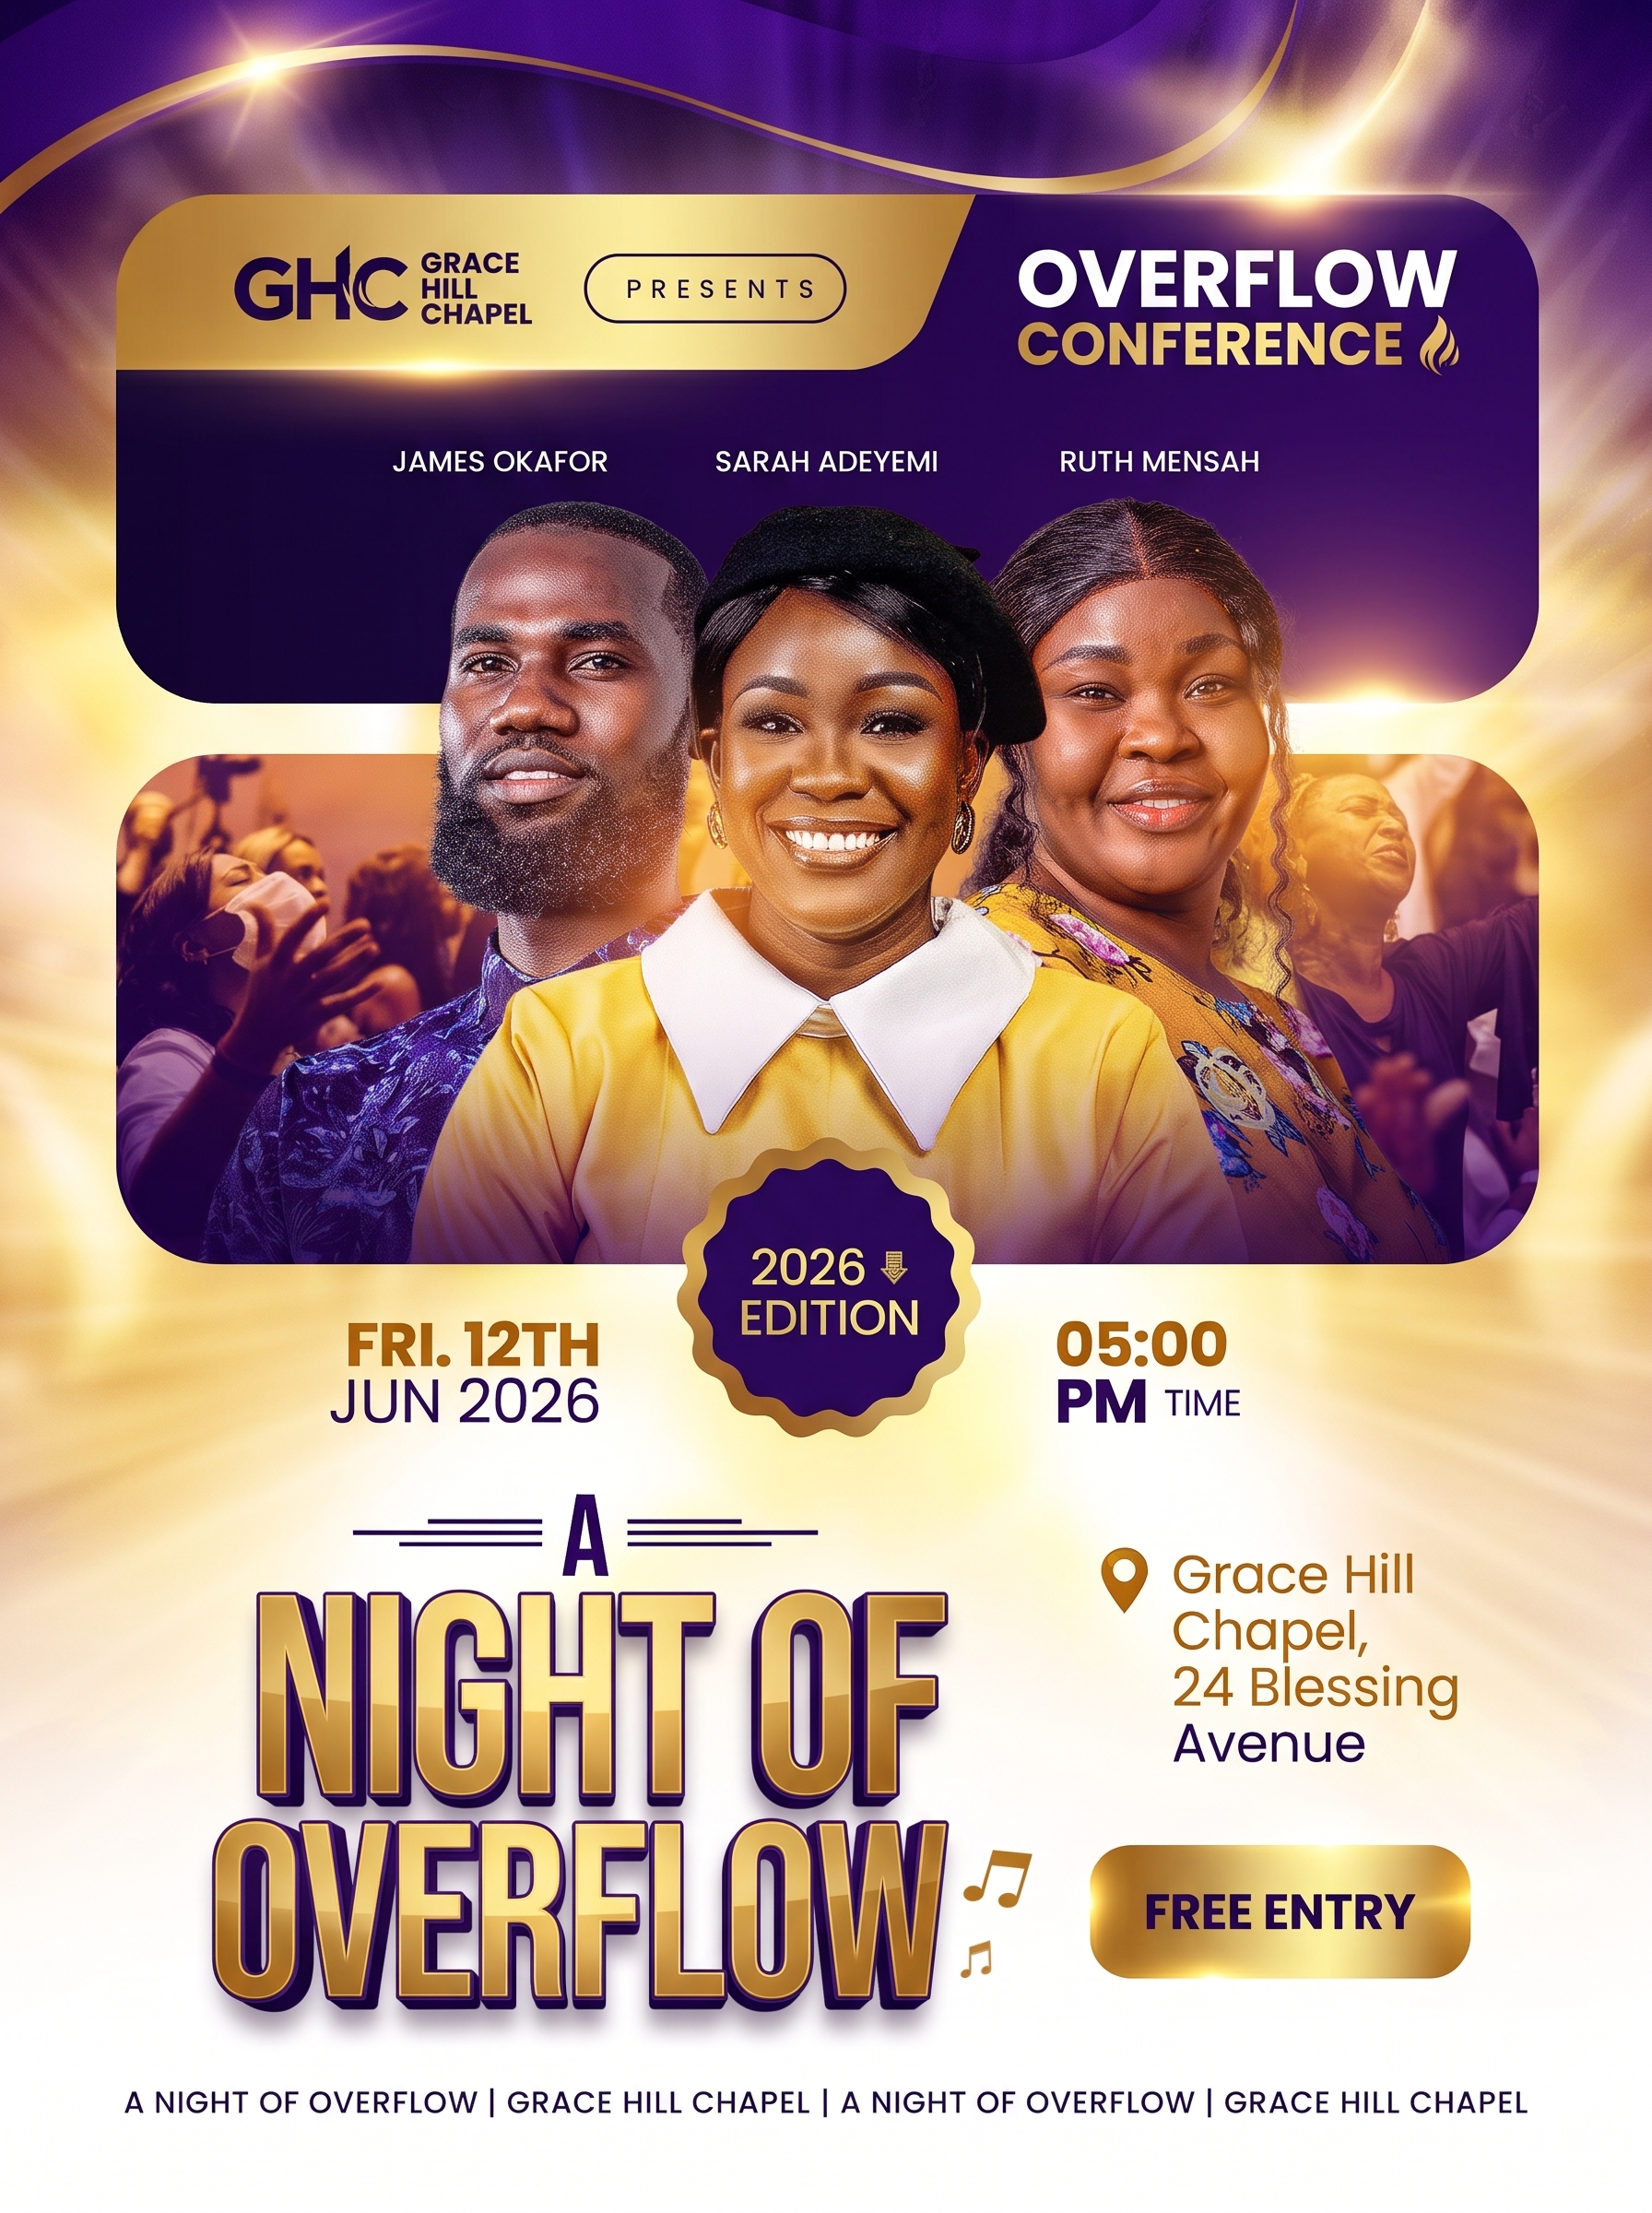 GHC
GRACE
HILL
CHAPEL
PRESENTS
OVERFLOW
CONFERENCE
JAMES OKAFOR
SARAH ADEYEMI
RUTH MENSAH
2026
EDITION
FRI. 12TH
JUN 2026
05:00
PM TIME
A
NIGHT OF
OVERFLOW
Grace Hill
Chapel,
24 Blessing
Avenue
FREE ENTRY
A NIGHT OF OVERFLOW | GRACE HILL CHAPEL | A NIGHT OF OVERFLOW | GRACE HILL CHAPEL